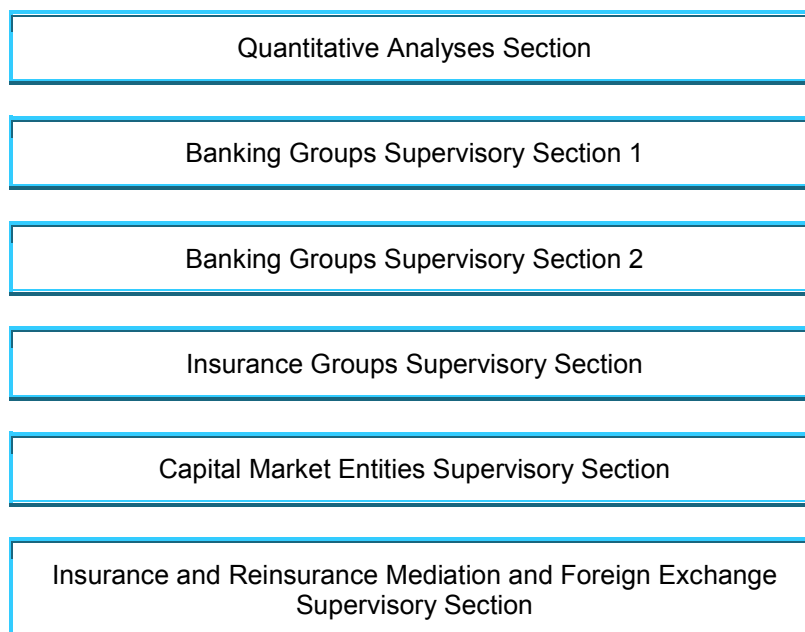 Quantitative Analyses Section
Banking Groups Supervisory Section 1
Banking Groups Supervisory Section 2
Insurance Groups Supervisory Section
Capital Market Entities Supervisory Section
Insurance and Reinsurance Mediation and Foreign Exchange
Supervisory Section